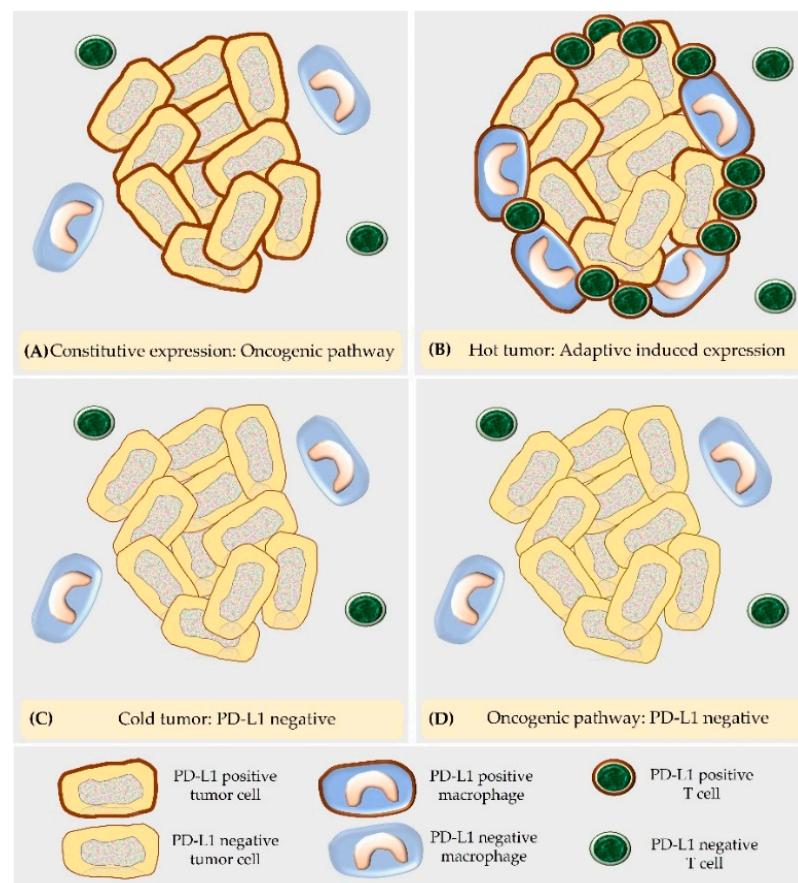 (A) Constitutive expression: Oncogenic pathway
(B) Hot tumor: Adaptive induced expression
(C) Cold tumor: PD-L1 negative
(D) Oncogenic pathway: PD-L1 negative
PD-L1 positive
tumor cell
PD-L1 positive
macrophage
PD-L1 positive
T cell
PD-L1 negative
tumor cell
PD-L1 negative
macrophage
PD-L1 negative
T cell